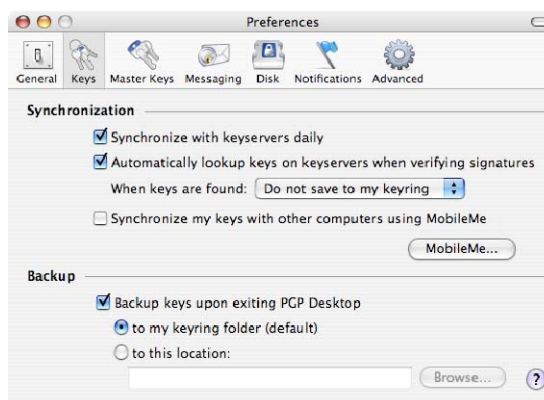 Preferences
General Keys Master Keys Messaging Disk Notifications Advanced
Synchronization
Synchronize with keyservers daily
Automatically lookup keys on keyservers when verifying signatures
When keys are found: Do not save to my keyring
Synchronize my keys with other computers using MobileMe
MobileMe...
Backup
Backup keys upon exiting PGP Desktop
to my keyring folder (default)
to this location:
Browse... ?